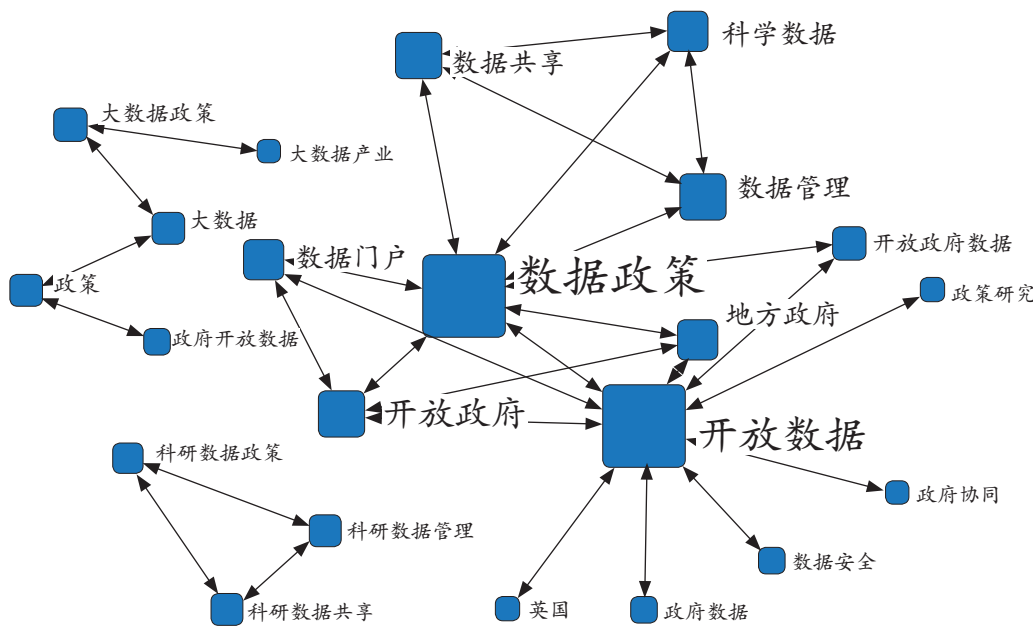 科学数据
数据共享
大数据政策
大数据产业
数据管理
大数据
开放政府数据
数据门户
数据政策
政策
政策研究
地方政府
政府开放数据
开放政府
开放数据
科研数据政策
政府协同
科研数据管理
数据安全
科研数据共享
英国
政府数据